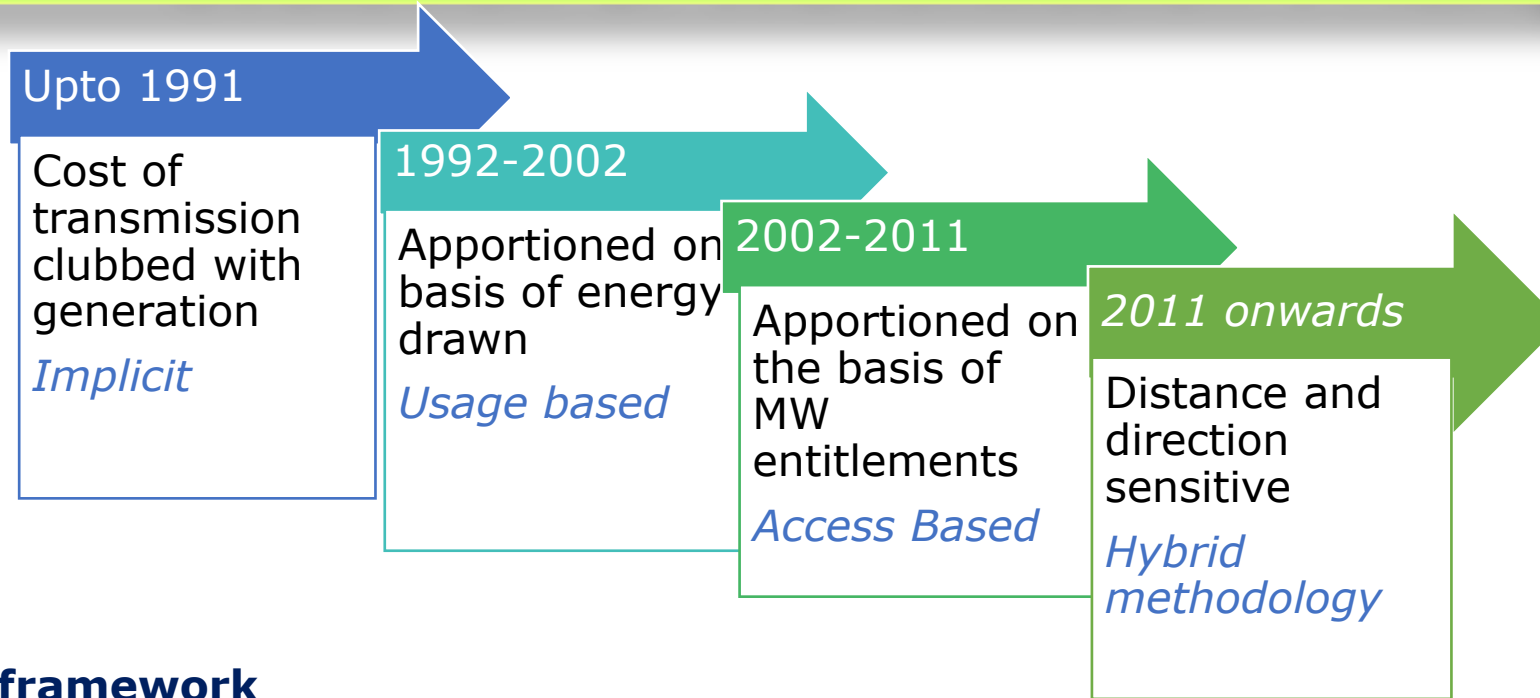 Upto 1991
Cost of
transmission
clubbed with
generation
Implicit
1992-2002
Apportioned on
basis of energy
drawn
Usage based
2002-2011
Apportioned on
the basis of
MW
entitlements
Access Based
2011 onwards
Distance and
direction
sensitive
Hybrid
methodology
framework